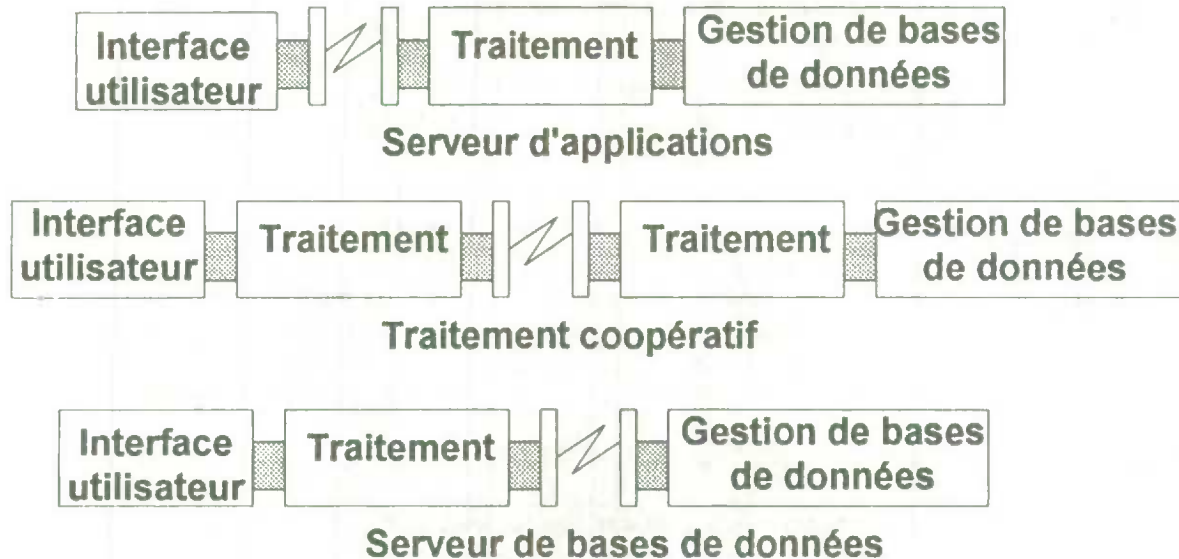 Interface
utilisateur
Traitement
Gestion de bases
de données
Serveur d'applications
Interface
utilisateur
Traitement
Traitement
Gestion de bases
de données
Traitement coopératif
Interface
utilisateur
Traitement
Gestion de bases
de données
Serveur de bases de données